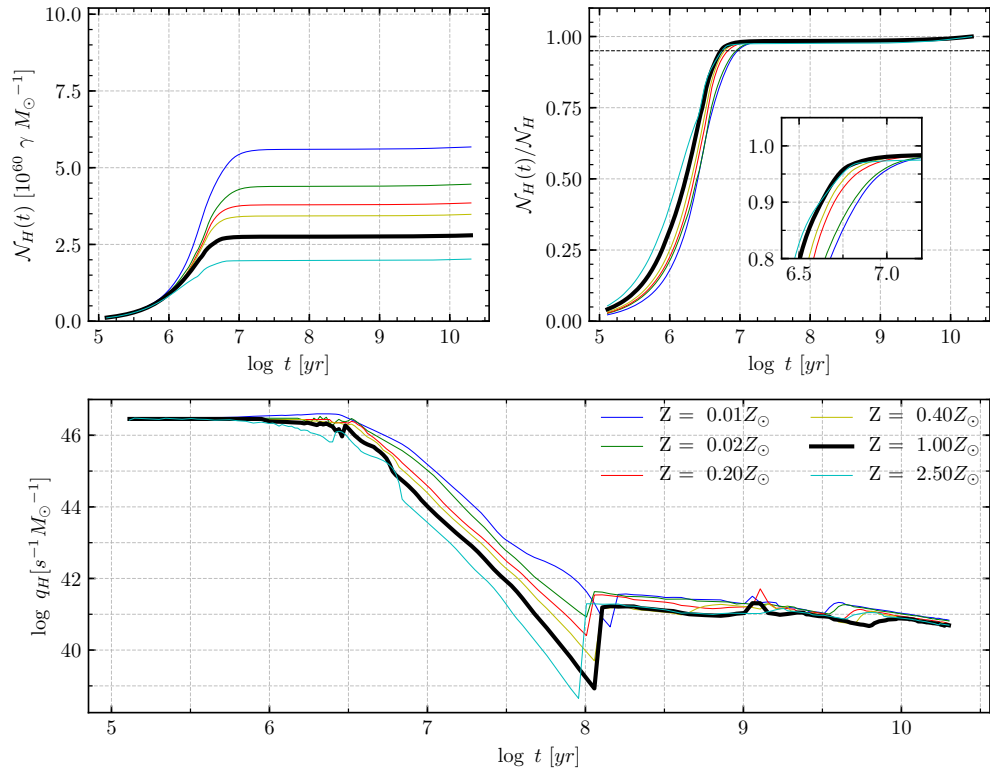 10.0
7.5
5.0
2.5
0.0
𝒩_H(t) [10^60 γ M_⊙^−1]
5 6 7 8 9 10
log t [yr]
1.00
0.75
0.50
0.25
0.00
𝒩_H(t)/𝒩_H
1.0
0.9
0.8
6.5 7.0
5 6 7 8 9 10
log t [yr]
46
44
42
40
log q_H[s^−1 M_⊙^−1]
Z = 0.01Z_⊙
Z = 0.02Z_⊙
Z = 0.20Z_⊙
Z = 0.40Z_⊙
Z = 1.00Z_⊙
Z = 2.50Z_⊙
5 6 7 8 9 10
log t [yr]